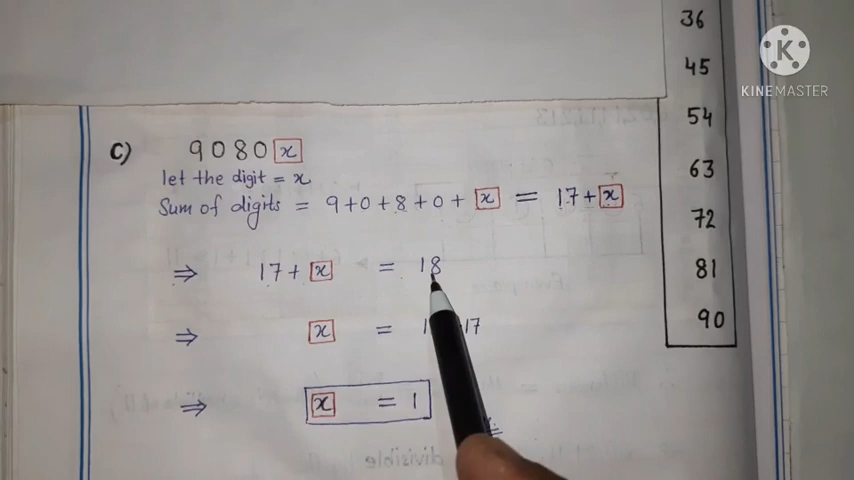 36
45
54
63
72
81
90
KINEMASTER
c) 9080 x
let the digit = x
Sum of digits = 9+0+8+0+ x = 17+ x
⇒ 17+ x = 18
⇒ x = 17
⇒ x = 1
divisible